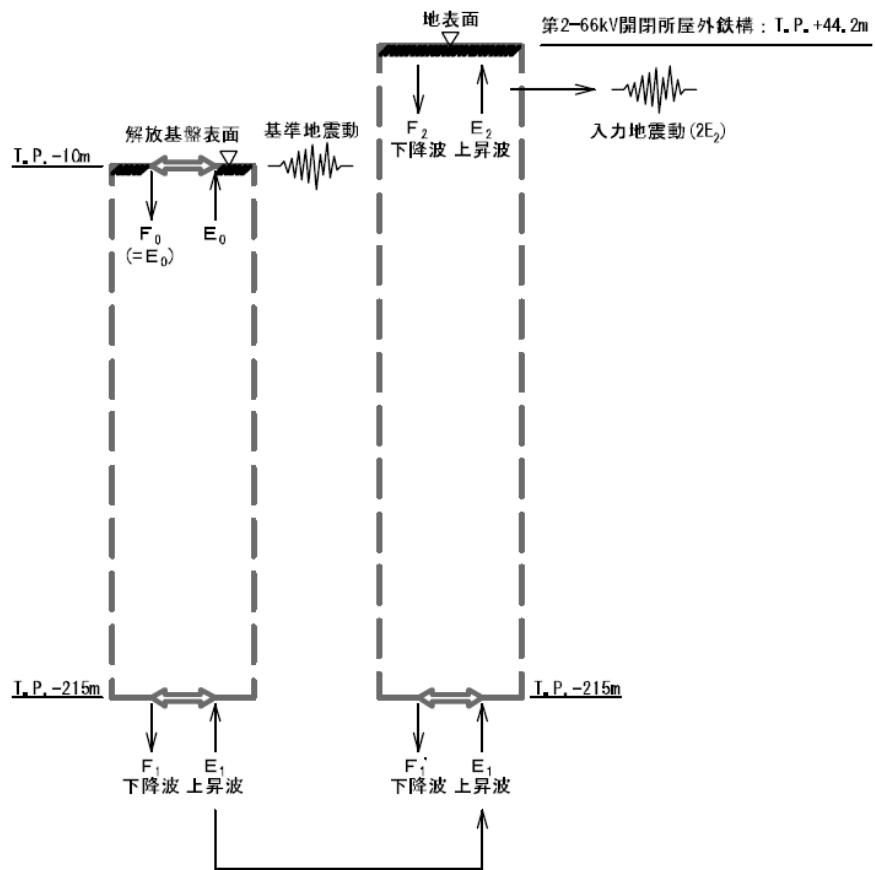 地表面
第2-66kV開閉所屋外鉄構：T.P.+44.2m
F₂
下降波
E₂
上昇波
入力地震動(2E₂)
解放基盤表面
基準地震動
T.P.-10m
F₀
(=E₀)
E₀
T.P.-215m
T.P.-215m
F₁
下降波
E₁
上昇波
F₁'
下降波
E₁
上昇波